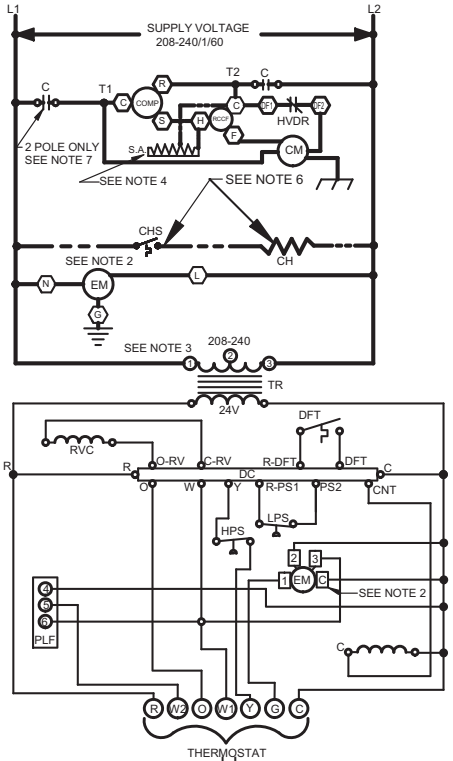 L1 L2
SUPPLY VOLTAGE
208-240/1/60
C T1 T2 C
R
C COMP C DF1 DF2
HVDR
S H RCCF
F
S.A. CM
2 POLE ONLY
SEE NOTE 7
SEE NOTE 4
SEE NOTE 6
CHS
CH
SEE NOTE 2
N EM L
G
SEE NOTE 3
208-240
1 2 3
TR
24V
DFT
RVC
R R O-RV C-RV R-DFT DFT C
DC
O W Y R-PS1 PS2 CNT
LPS
HPS
2 3
1 EM C
SEE NOTE 2
4
5
6
PLF
C
R W2 O W1 Y G C
THERMOSTAT